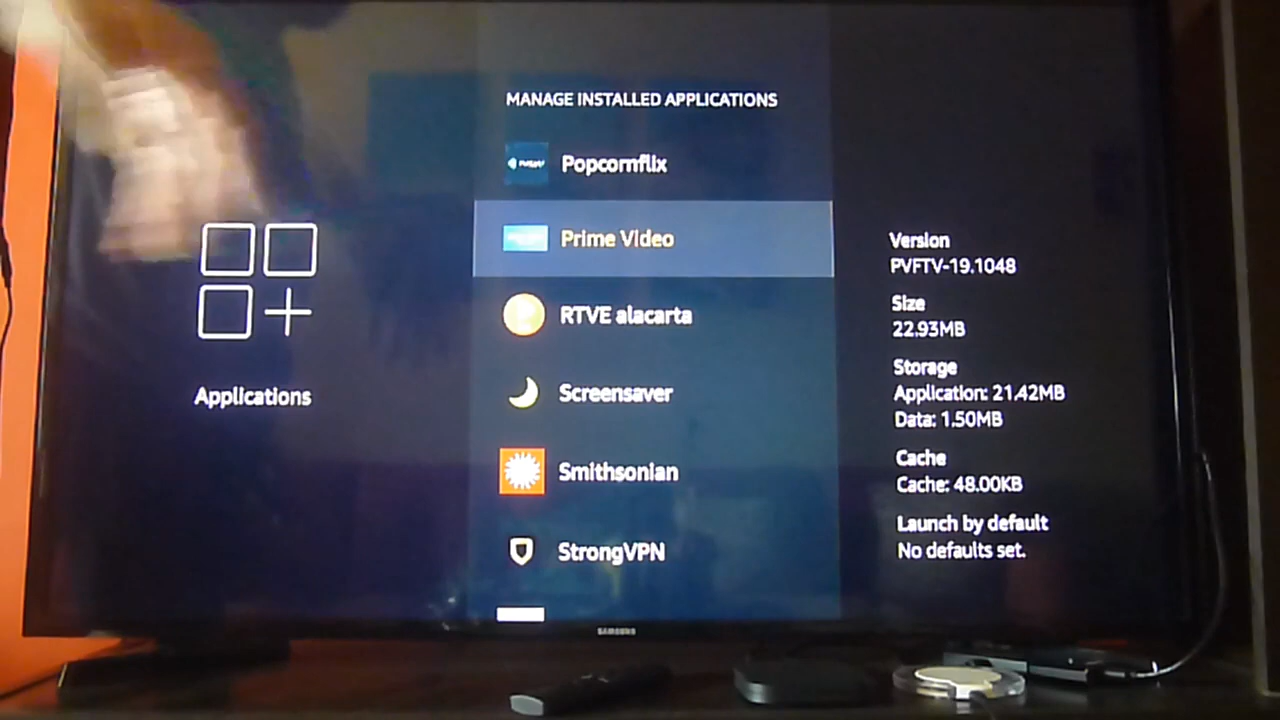 MANAGE INSTALLED APPLICATIONS
Popcornflix
Prime Video
RTVE alacarta
Screensaver
Smithsonian
StrongVPN
Applications
Version
PVFTV-19.1048
Size
22.93MB
Storage
Application: 21.42MB
Data: 1.50MB
Cache
Cache: 48.00KB
Launch by default
No defaults set.
SAMSUNG